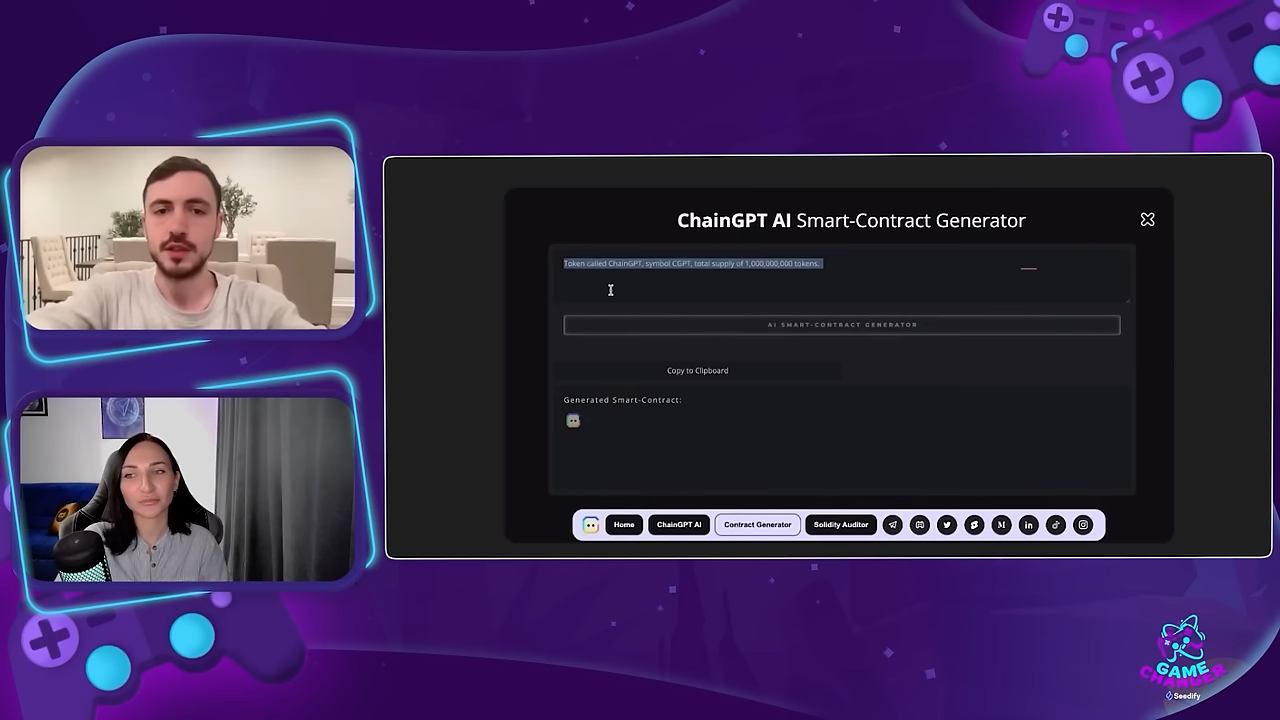 ChainGPT AI Smart-Contract Generator
Token called ChainGPT, symbol CGPT, total supply of 1,000,000,000 tokens.
AI SMART-CONTRACT GENERATOR
Copy to Clipboard
Generated Smart-Contract:
Home ChainGPT AI Contract Generator Solidity Auditor
GAME
CHANGER
Seedify